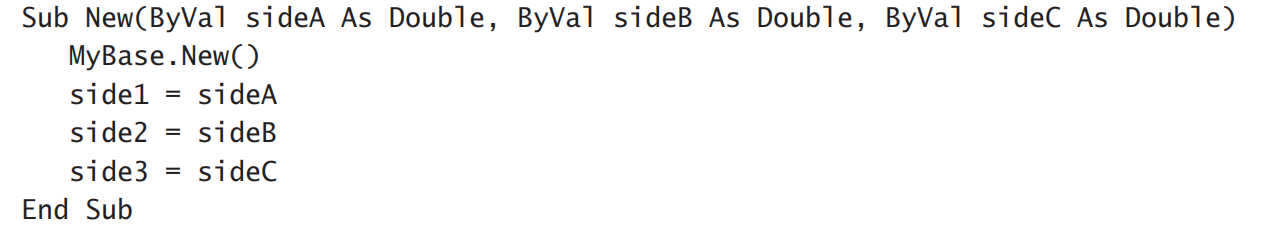 Sub New(ByVal sideA As Double, ByVal sideB As Double, ByVal sideC As Double)
   MyBase.New()
   side1 = sideA
   side2 = sideB
   side3 = sideC
End Sub